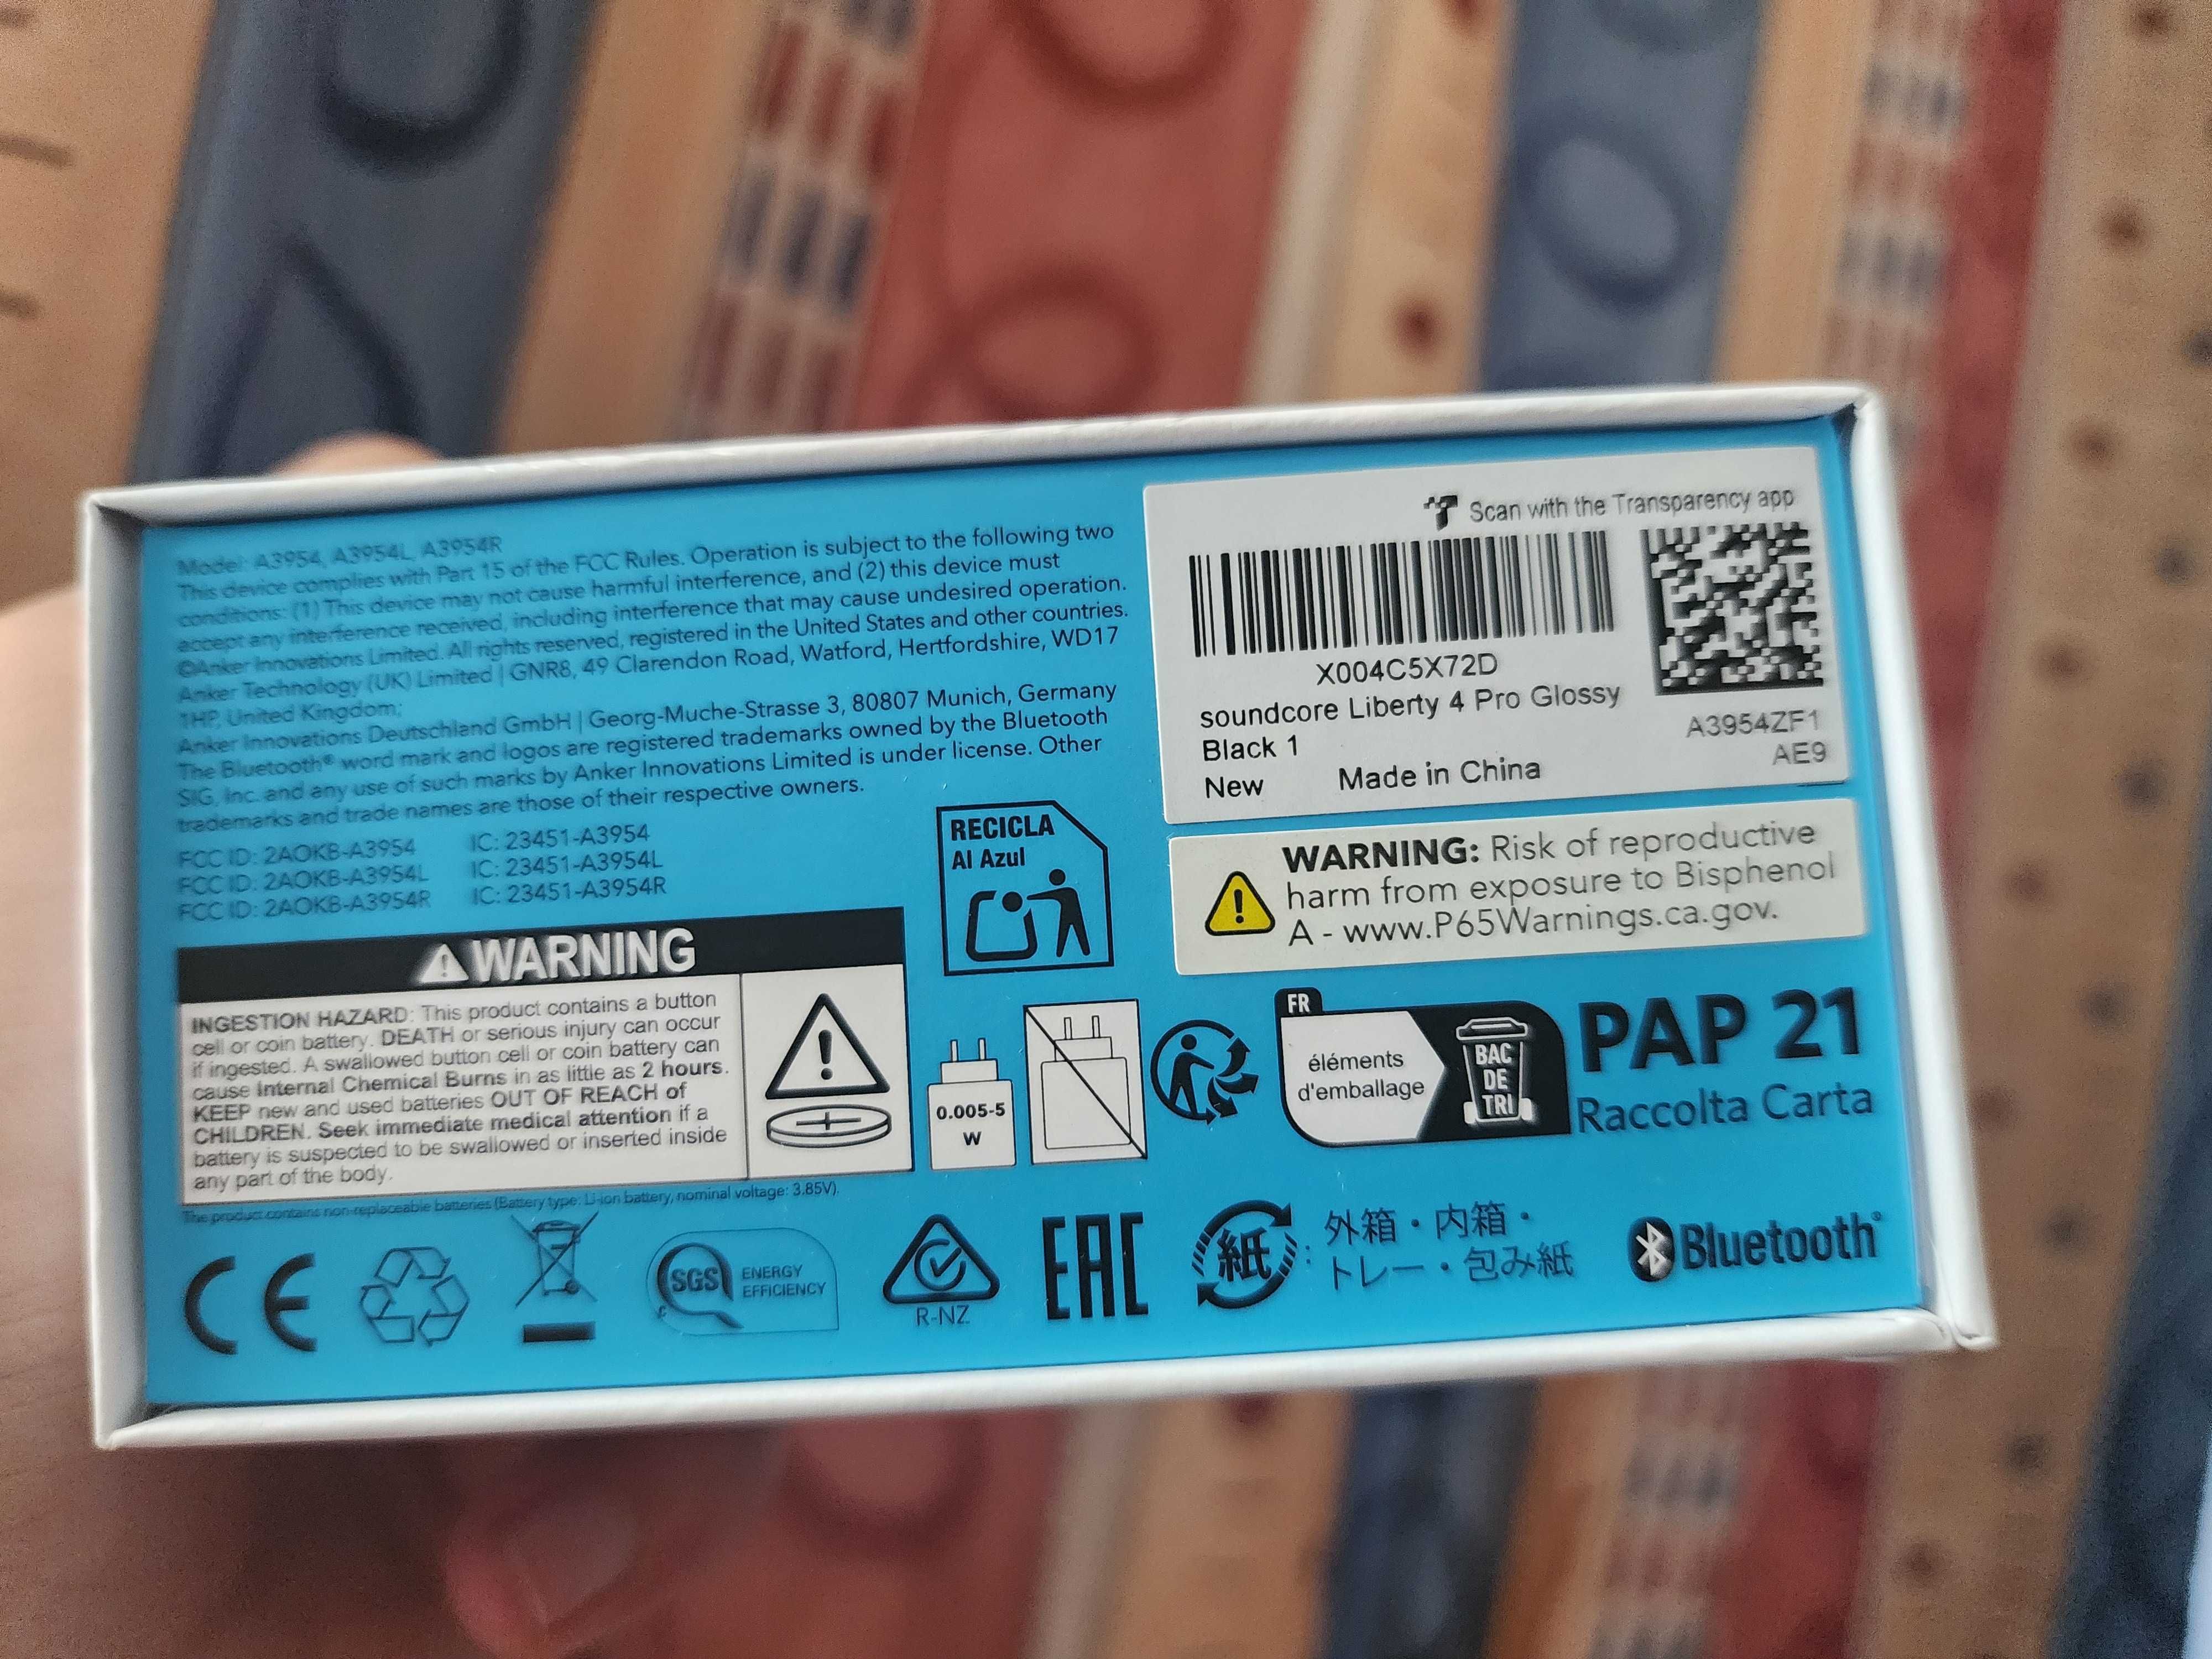 Model: A3954, A3954L, A3954R
This device complies with Part 15 of the FCC Rules. Operation is subject to the following two
conditions: (1) This device may not cause harmful interference, and (2) this device must
accept any interference received, including interference that may cause undesired operation.
©Anker Innovations Limited. All rights reserved, registered in the United States and other countries.
Anker Technology (UK) Limited | GNR8, 49 Clarendon Road, Watford, Hertfordshire, WD17
1HP, United Kingdom;
Anker Innovations Deutschland GmbH | Georg-Muche-Strasse 3, 80807 Munich, Germany
The Bluetooth® word mark and logos are registered trademarks owned by the Bluetooth
SIG, Inc. and any use of such marks by Anker Innovations Limited is under license. Other
trademarks and trade names are those of their respective owners.
FCC ID: 2AOKB-A3954 IC: 23451-A3954
FCC ID: 2AOKB-A3954L IC: 23451-A3954L
FCC ID: 2AOKB-A3954R IC: 23451-A3954R
Scan with the Transparency app
X004C5X72D
soundcore Liberty 4 Pro Glossy
Black 1
New Made in China
A3954ZF1
AE9
RECICLA
Al Azul
WARNING: Risk of reproductive
harm from exposure to Bisphenol
A - www.P65Warnings.ca.gov.
WARNING
INGESTION HAZARD: This product contains a button
cell or coin battery. DEATH or serious injury can occur
if ingested. A swallowed button cell or coin battery can
cause Internal Chemical Burns in as little as 2 hours.
KEEP new and used batteries OUT OF REACH of
CHILDREN. Seek immediate medical attention if a
battery is suspected to be swallowed or inserted inside
any part of the body.
0.005-5
W
FR
éléments
d'emballage
BAC
DE
TRI
PAP 21
Raccolta Carta
The product contains non-replaceable batteries (Battery type: Li-ion battery, nominal voltage: 3.85V).
CE
SGS
ENERGY
EFFICIENCY
R-NZ
EAC
紙
: 外箱・内箱・
トレー・包み紙
Bluetooth®